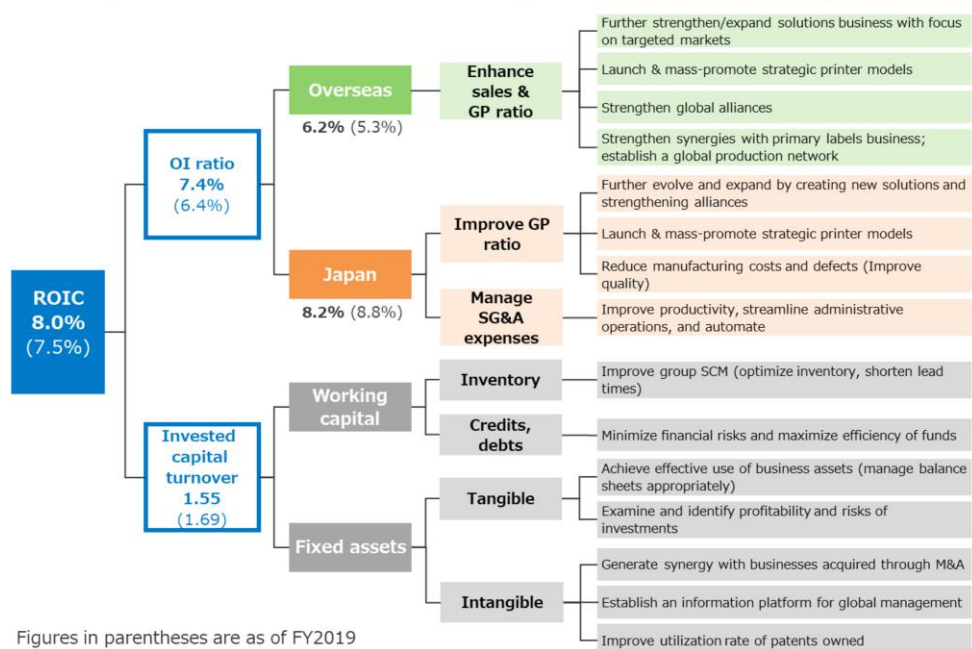 Further strengthen/expand solutions business with focus
on targeted markets
Launch & mass-promote strategic printer models
Strengthen global alliances
Strengthen synergies with primary labels business;
establish a global production network
Enhance
sales &
GP ratio
Overseas
6.2% (5.3%)
OI ratio
7.4%
(6.4%)
Further evolve and expand by creating new solutions and
strengthening alliances
Launch & mass-promote strategic printer models
Reduce manufacturing costs and defects (Improve
quality)
Improve GP
ratio
Japan
8.2% (8.8%)
Manage
SG&A
expenses
Improve productivity, streamline administrative
operations, and automate
ROIC
8.0%
(7.5%)
Inventory
Improve group SCM (optimize inventory, shorten lead
times)
Working
capital
Credits,
debts
Minimize financial risks and maximize efficiency of funds
Invested
capital
turnover
1.55
(1.69)
Tangible
Achieve effective use of business assets (manage balance
sheets appropriately)
Examine and identify profitability and risks of
investments
Fixed assets
Intangible
Generate synergy with businesses acquired through M&A
Establish an information platform for global management
Improve utilization rate of patents owned
Figures in parentheses are as of FY2019